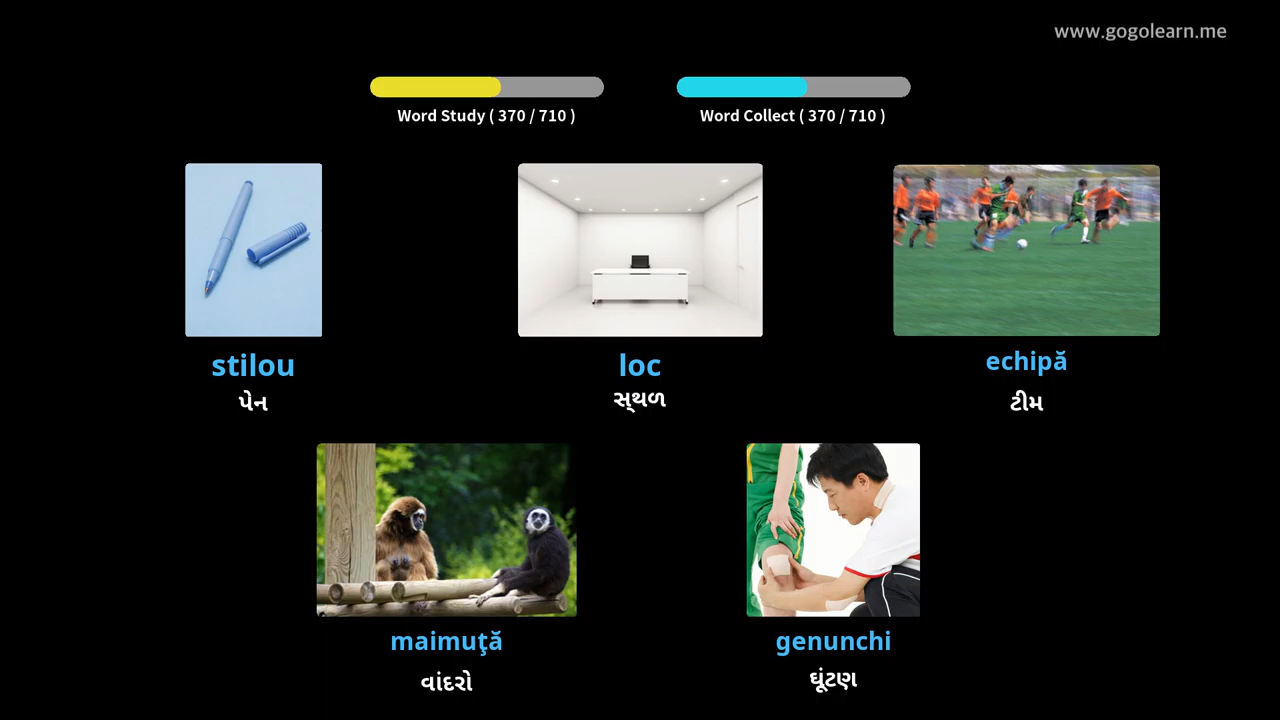 www.gogolearn.me
Word Study ( 370 / 710 )
Word Collect ( 370 / 710 )
stilou
પેન
loc
સ્થળ
echipă
ટીમ
maimuţă
વાંદરો
genunchi
ઘૂંટણ